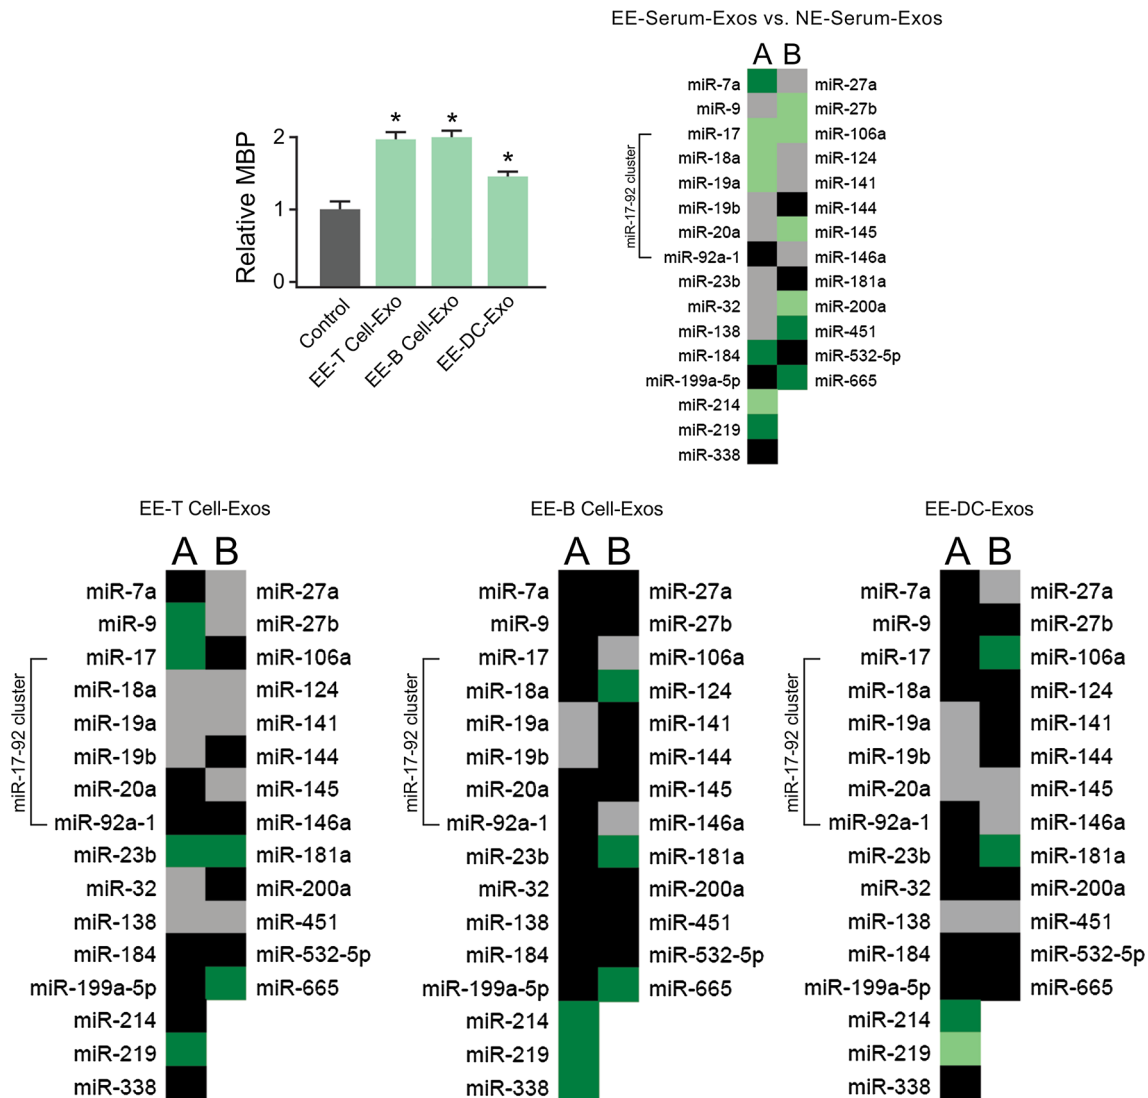 EE-Serum-Exos vs. NE-Serum-Exos
A B
miR-7a miR-27a
miR-9 miR-27b
miR-17 miR-106a
miR-18a miR-124
miR-19a miR-141
miR-19b miR-144
miR-20a miR-145
miR-92a-1 miR-146a
miR-23b miR-181a
miR-32 miR-200a
miR-138 miR-451
miR-184 miR-532-5p
miR-199a-5p miR-665
miR-214
miR-219
miR-338
miR-17-92 cluster
Relative MBP
2
1
0
* * *
Control
EE-T Cell-Exo
EE-B Cell-Exo
EE-DC-Exo
EE-T Cell-Exos
A B
miR-7a miR-27a
miR-9 miR-27b
miR-17 miR-106a
miR-18a miR-124
miR-19a miR-141
miR-19b miR-144
miR-20a miR-145
miR-92a-1 miR-146a
miR-23b miR-181a
miR-32 miR-200a
miR-138 miR-451
miR-184 miR-532-5p
miR-199a-5p miR-665
miR-214
miR-219
miR-338
miR-17-92 cluster
EE-B Cell-Exos
A B
miR-7a miR-27a
miR-9 miR-27b
miR-17 miR-106a
miR-18a miR-124
miR-19a miR-141
miR-19b miR-144
miR-20a miR-145
miR-92a-1 miR-146a
miR-23b miR-181a
miR-32 miR-200a
miR-138 miR-451
miR-184 miR-532-5p
miR-199a-5p miR-665
miR-214
miR-219
miR-338
miR-17-92 cluster
EE-DC-Exos
A B
miR-7a miR-27a
miR-9 miR-27b
miR-17 miR-106a
miR-18a miR-124
miR-19a miR-141
miR-19b miR-144
miR-20a miR-145
miR-92a-1 miR-146a
miR-23b miR-181a
miR-32 miR-200a
miR-138 miR-451
miR-184 miR-532-5p
miR-199a-5p miR-665
miR-214
miR-219
miR-338
miR-17-92 cluster